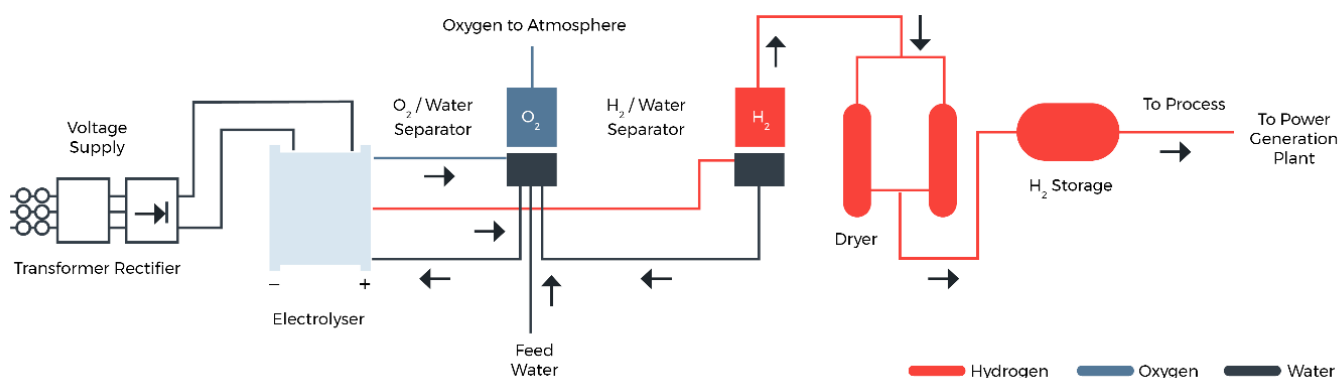 Oxygen to Atmosphere
O₂ / Water
Separator
O₂
H₂ / Water
Separator
H₂
Voltage
Supply
To Process
To Power
Generation
Plant
H₂ Storage
Dryer
Transformer Rectifier
– +
Electrolyser
Feed
Water
Hydrogen
Oxygen
Water